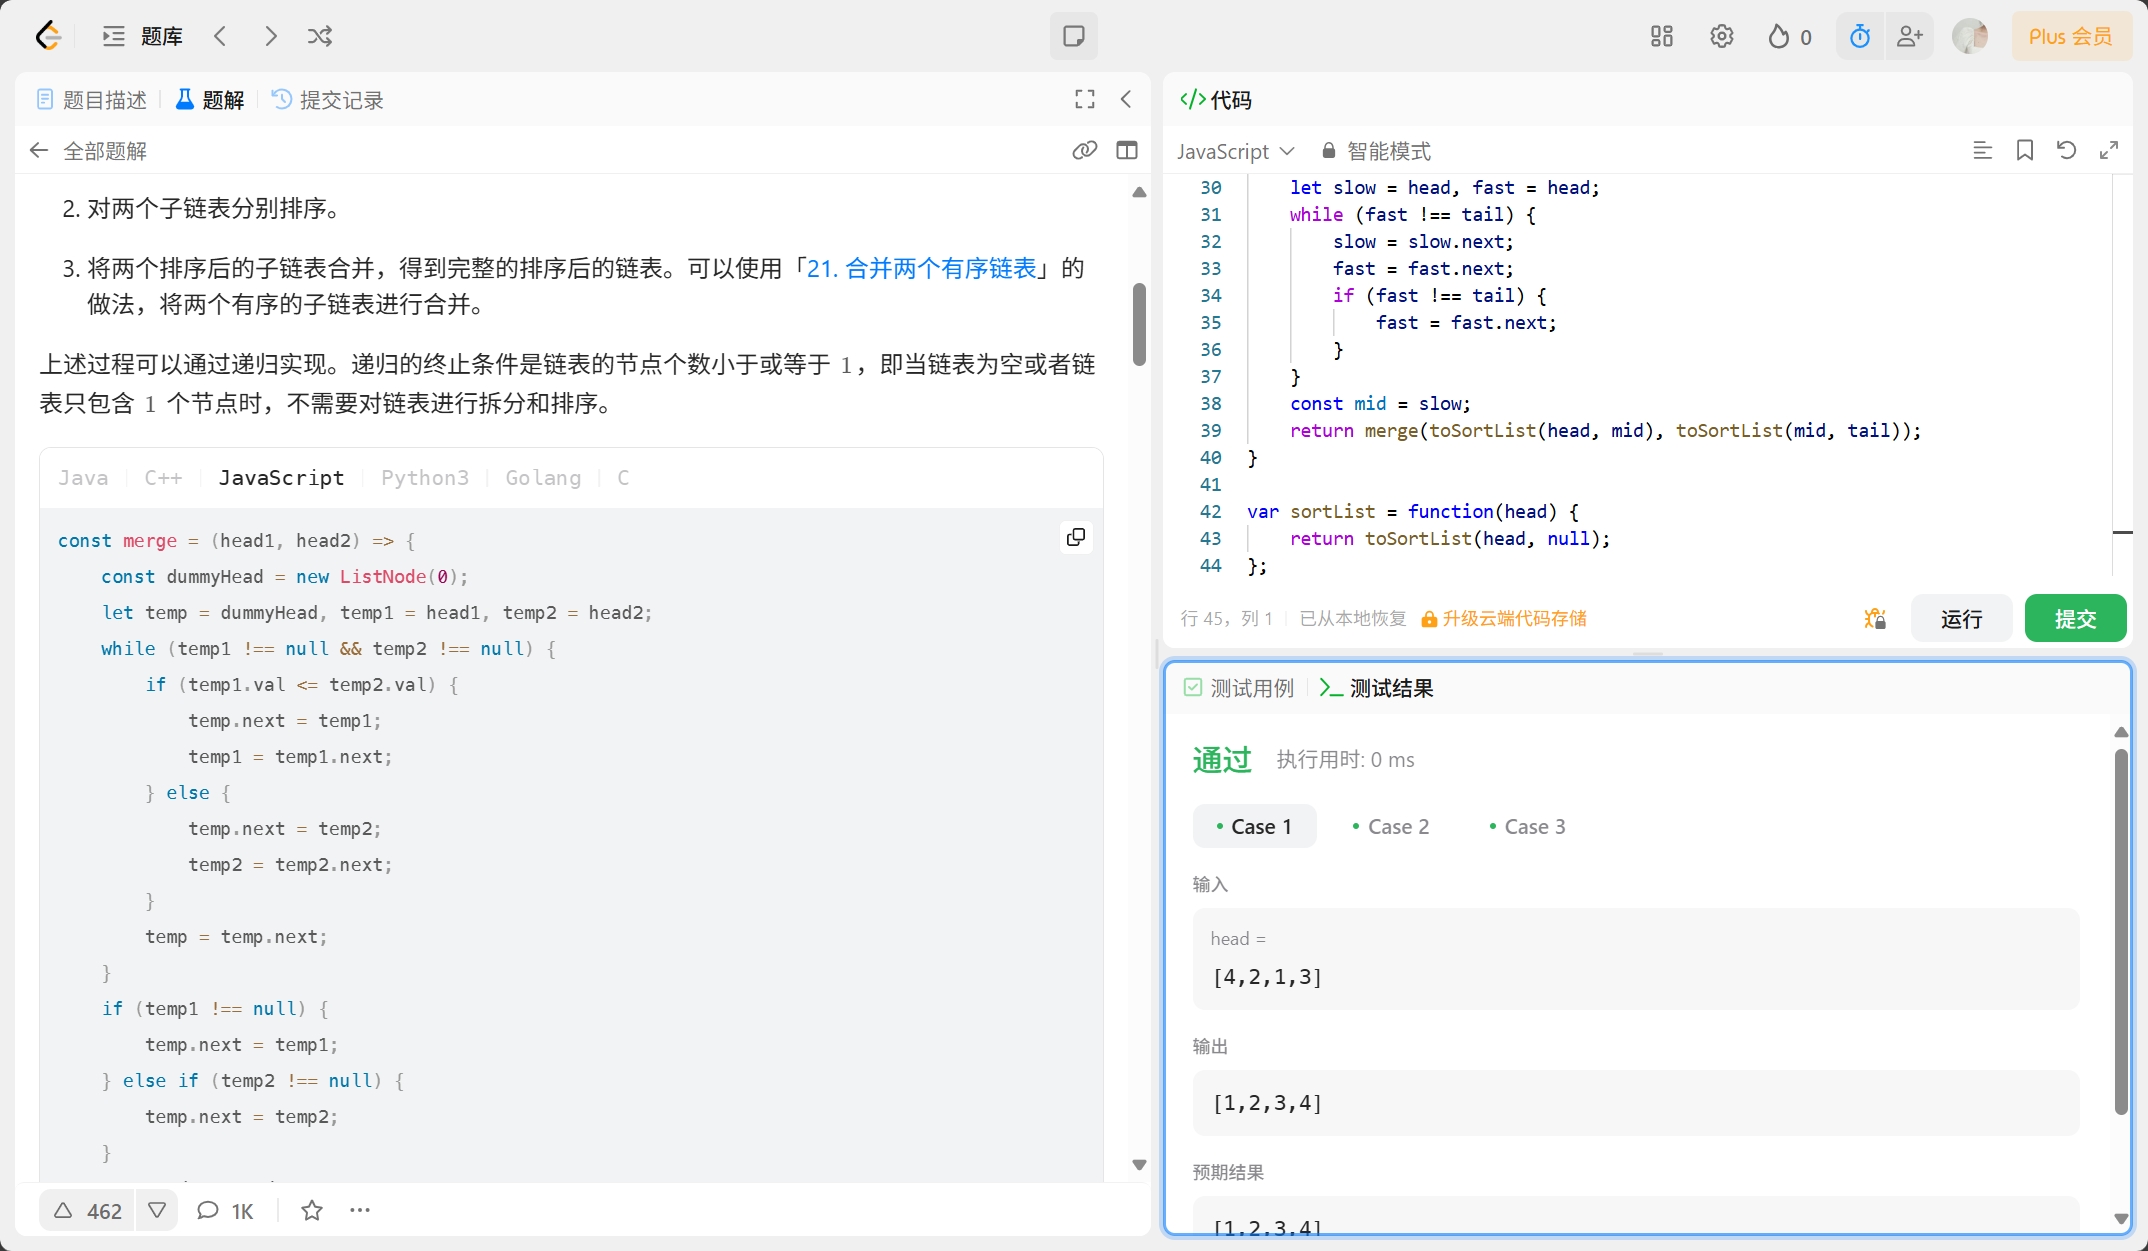 题库
0
Plus 会员
题目描述
题解
提交记录
全部题解
2. 对两个子链表分别排序。
3. 将两个排序后的子链表合并，得到完整的排序后的链表。可以使用「21. 合并两个有序链表」的
做法，将两个有序的子链表进行合并。
上述过程可以通过递归实现。递归的终止条件是链表的节点个数小于或等于 1，即当链表为空或者链
表只包含 1 个节点时，不需要对链表进行拆分和排序。
Java C++ JavaScript Python3 Golang C
const merge = (head1, head2) => {
    const dummyHead = new ListNode(0);
    let temp = dummyHead, temp1 = head1, temp2 = head2;
    while (temp1 !== null && temp2 !== null) {
        if (temp1.val <= temp2.val) {
            temp.next = temp1;
            temp1 = temp1.next;
        } else {
            temp.next = temp2;
            temp2 = temp2.next;
        }
        temp = temp.next;
    }
    if (temp1 !== null) {
        temp.next = temp1;
    } else if (temp2 !== null) {
        temp.next = temp2;
    }
462
1K
</>代码
JavaScript
智能模式
30     let slow = head, fast = head;
31     while (fast !== tail) {
32         slow = slow.next;
33         fast = fast.next;
34         if (fast !== tail) {
35             fast = fast.next;
36         }
37     }
38     const mid = slow;
39     return merge(toSortList(head, mid), toSortList(mid, tail));
40 }
41
42 var sortList = function(head) {
43     return toSortList(head, null);
44 };
行 45，列 1
已从本地恢复
升级云端代码存储
运行
提交
测试用例
测试结果
通过
执行用时: 0 ms
Case 1
Case 2
Case 3
输入
head =
[4,2,1,3]
输出
[1,2,3,4]
预期结果
[1,2,3,4]